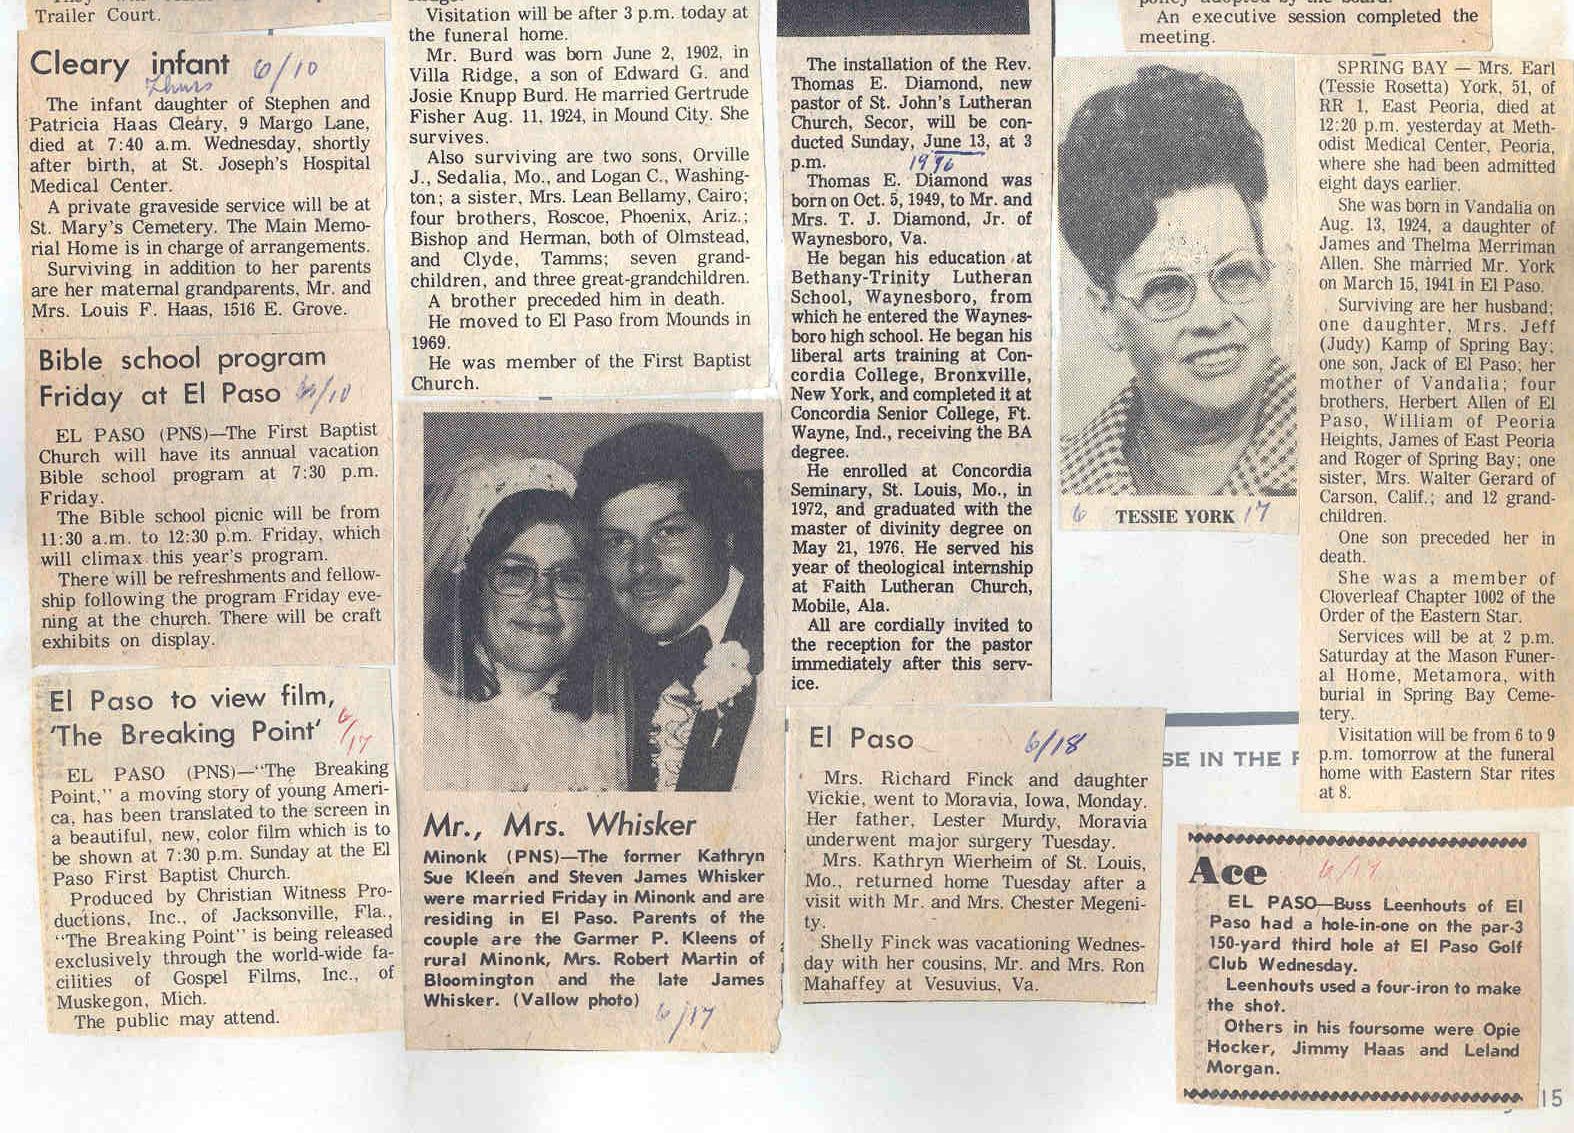 Trailer Court.
Cleary infant 6/10
Thurs
The infant daughter of Stephen and
Patricia Haas Cleary, 9 Margo Lane,
died at 7:40 a.m. Wednesday, shortly
after birth, at St. Joseph's Hospital
Medical Center.
A private graveside service will be at
St. Mary's Cemetery. The Main Memo-
rial Home is in charge of arrangements.
Surviving in addition to her parents
are her maternal grandparents, Mr. and
Mrs. Louis F. Haas, 1516 E. Grove.
Bible school program
Friday at El Paso 6/10
EL PASO (PNS)—The First Baptist
Church will have its annual vacation
Bible school program at 7:30 p.m.
Friday.
The Bible school picnic will be from
11:30 a.m. to 12:30 p.m. Friday, which
will climax this year's program.
There will be refreshments and fellow-
ship following the program Friday eve-
ning at the church. There will be craft
exhibits on display.
El Paso to view film,
'The Breaking Point' 6/17
EL PASO (PNS)—"The Breaking
Point," a moving story of young Ameri-
ca, has been translated to the screen in
a beautiful, new, color film which is to
be shown at 7:30 p.m. Sunday at the El
Paso First Baptist Church.
Produced by Christian Witness Pro-
ductions, Inc., of Jacksonville, Fla.,
"The Breaking Point" is being released
exclusively through the world-wide fa-
cilities of Gospel Films, Inc., of
Muskegon, Mich.
The public may attend.
Visitation will be after 3 p.m. today at
the funeral home.
Mr. Burd was born June 2, 1902, in
Villa Ridge, a son of Edward G. and
Josie Knupp Burd. He married Gertrude
Fisher Aug. 11, 1924, in Mound City. She
survives.
Also surviving are two sons, Orville
J., Sedalia, Mo., and Logan C., Washing-
ton; a sister, Mrs. Lean Bellamy, Cairo;
four brothers, Roscoe, Phoenix, Ariz.;
Bishop and Herman, both of Olmstead,
and Clyde, Tamms; seven grand-
children, and three great-grandchildren.
A brother preceded him in death.
He moved to El Paso from Mounds in
1969.
He was member of the First Baptist
Church.
Mr., Mrs. Whisker
Minonk (PNS)—The former Kathryn
Sue Kleen and Steven James Whisker
were married Friday in Minonk and are
residing in El Paso. Parents of the
couple are the Garmer P. Kleens of
rural Minonk, Mrs. Robert Martin of
Bloomington and the late James
Whisker. (Vallow photo)
6/17
The installation of the Rev.
Thomas E. Diamond, new
pastor of St. John's Lutheran
Church, Secor, will be con-
ducted Sunday, June 13, at 3
p.m. 1976
Thomas E. Diamond was
born on Oct. 5, 1949, to Mr. and
Mrs. T. J. Diamond, Jr. of
Waynesboro, Va.
He began his education at
Bethany-Trinity Lutheran
School, Waynesboro, from
which he entered the Waynes-
boro high school. He began his
liberal arts training at Con-
cordia College, Bronxville,
New York, and completed it at
Concordia Senior College, Ft.
Wayne, Ind., receiving the BA
degree.
He enrolled at Concordia
Seminary, St. Louis, Mo., in
1972, and graduated with the
master of divinity degree on
May 21, 1976. He served his
year of theological internship
at Faith Lutheran Church,
Mobile, Ala.
All are cordially invited to
the reception for the pastor
immediately after this serv-
ice.
El Paso 6/18
Mrs. Richard Finck and daughter
Vickie, went to Moravia, Iowa, Monday.
Her father, Lester Murdy, Moravia
underwent major surgery Tuesday.
Mrs. Kathryn Wierheim of St. Louis,
Mo., returned home Tuesday after a
visit with Mr. and Mrs. Chester Megeni-
ty.
Shelly Finck was vacationing Wednes-
day with her cousins, Mr. and Mrs. Ron
Mahaffey at Vesuvius, Va.
policy adopted by the board.
An executive session completed the
meeting.
6 TESSIE YORK 17
SPRING BAY — Mrs. Earl
(Tessie Rosetta) York, 51, of
RR 1, East Peoria, died at
12:20 p.m. yesterday at Meth-
odist Medical Center, Peoria,
where she had been admitted
eight days earlier.
She was born in Vandalia on
Aug. 13, 1924, a daughter of
James and Thelma Merriman
Allen. She married Mr. York
on March 15, 1941 in El Paso.
Surviving are her husband;
one daughter, Mrs. Jeff
(Judy) Kamp of Spring Bay;
one son, Jack of El Paso; her
mother of Vandalia; four
brothers, Herbert Allen of El
Paso, William of Peoria
Heights, James of East Peoria
and Roger of Spring Bay; one
sister, Mrs. Walter Gerard of
Carson, Calif.; and 12 grand-
children.
One son preceded her in
death.
She was a member of
Cloverleaf Chapter 1002 of the
Order of the Eastern Star.
Services will be at 2 p.m.
Saturday at the Mason Funer-
al Home, Metamora, with
burial in Spring Bay Ceme-
tery.
Visitation will be from 6 to 9
p.m. tomorrow at the funeral
home with Eastern Star rites
at 8.
SE IN THE
Ace 6/17
EL PASO—Buss Leenhouts of El
Paso had a hole-in-one on the par-3
150-yard third hole at El Paso Golf
Club Wednesday.
Leenhouts used a four-iron to make
the shot.
Others in his foursome were Opie
Hocker, Jimmy Haas and Leland
Morgan.
15